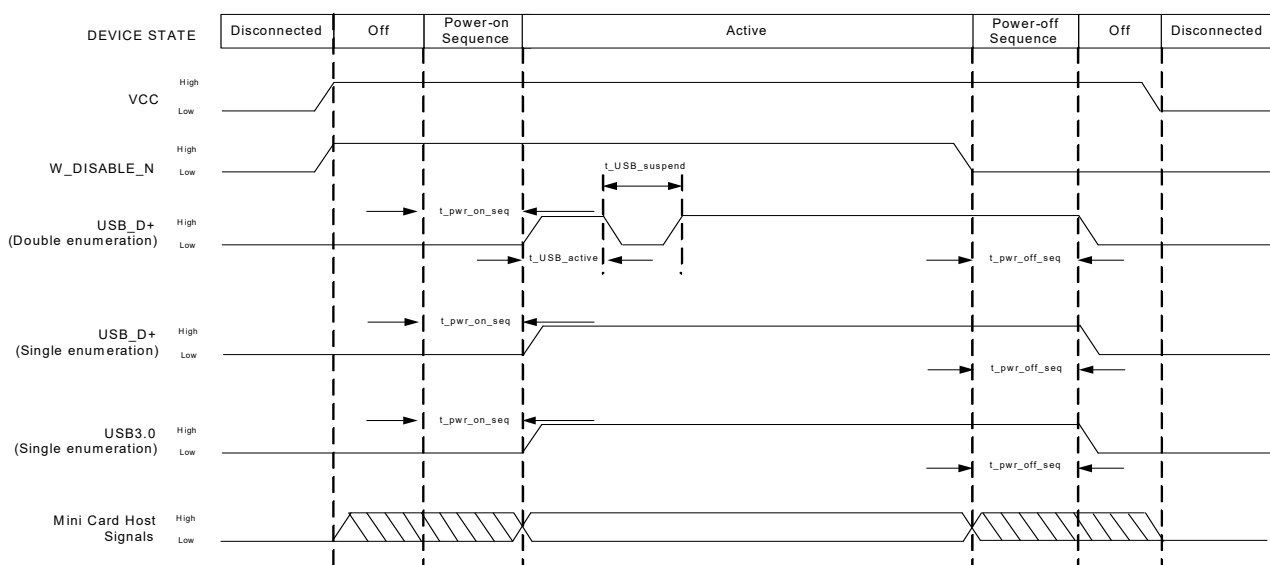 DEVICE STATE
Disconnected
Off
Power-on
Sequence
Active
Power-off
Sequence
Off
Disconnected
VCC
High
Low
W_DISABLE_N
High
Low
t_USB_suspend
USB_D+
(Double enumeration)
High
Low
t_pwr_on_seq
t_USB_active
t_pwr_off_seq
USB_D+
(Single enumeration)
High
Low
t_pwr_on_seq
t_pwr_off_seq
USB3.0
(Single enumeration)
High
Low
t_pwr_on_seq
t_pwr_off_seq
Mini Card Host
Signals
High
Low